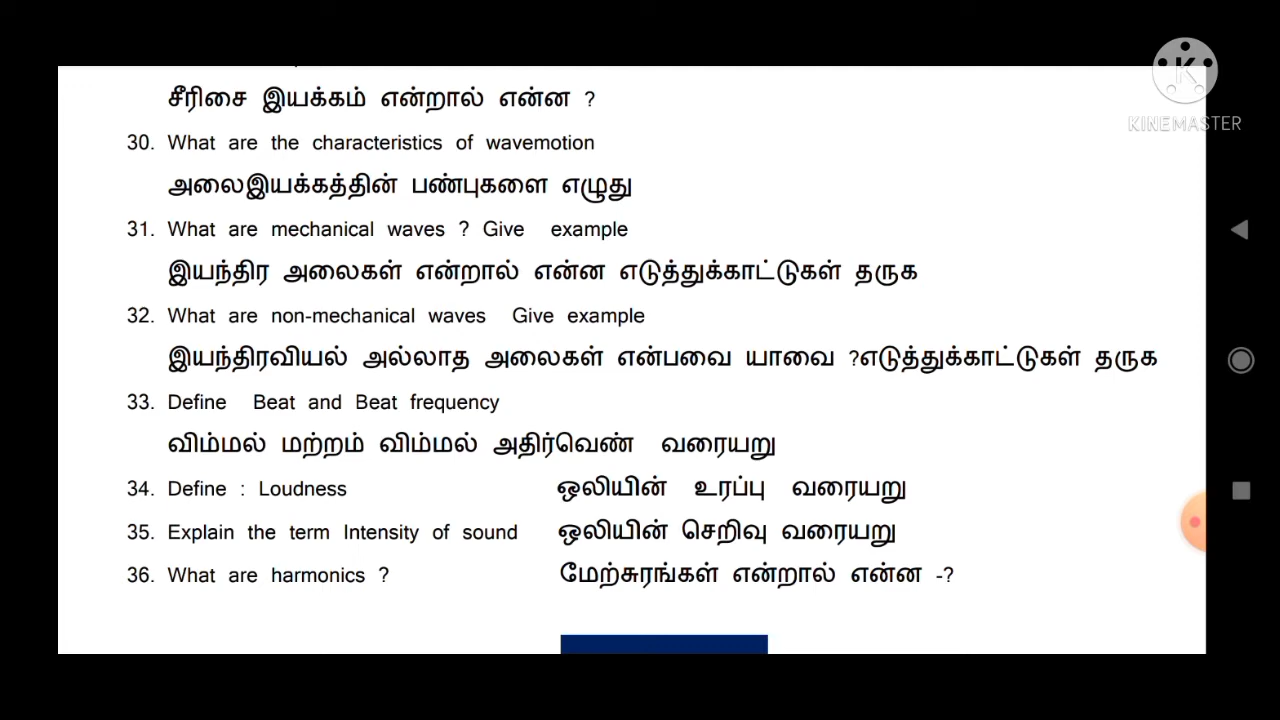 சீரிசை இயக்கம் என்றால் என்ன ?
30. What are the characteristics of wavemotion
அலைஇயக்கத்தின் பண்புகளை எழுது
31. What are mechanical waves ? Give example
இயந்திர அலைகள் என்றால் என்ன எடுத்துக்காட்டுகள் தருக
32. What are non-mechanical waves Give example
இயந்திரவியல் அல்லாத அலைகள் என்பவை யாவை ?எடுத்துக்காட்டுகள் தருக
33. Define Beat and Beat frequency
விம்மல் மற்றம் விம்மல் அதிர்வெண் வரையறு
34. Define : Loudness ஒலியின் உரப்பு வரையறு
35. Explain the term Intensity of sound ஒலியின் செறிவு வரையறு
36. What are harmonics ? மேற்சுரங்கள் என்றால் என்ன -?
K
KINEMASTER